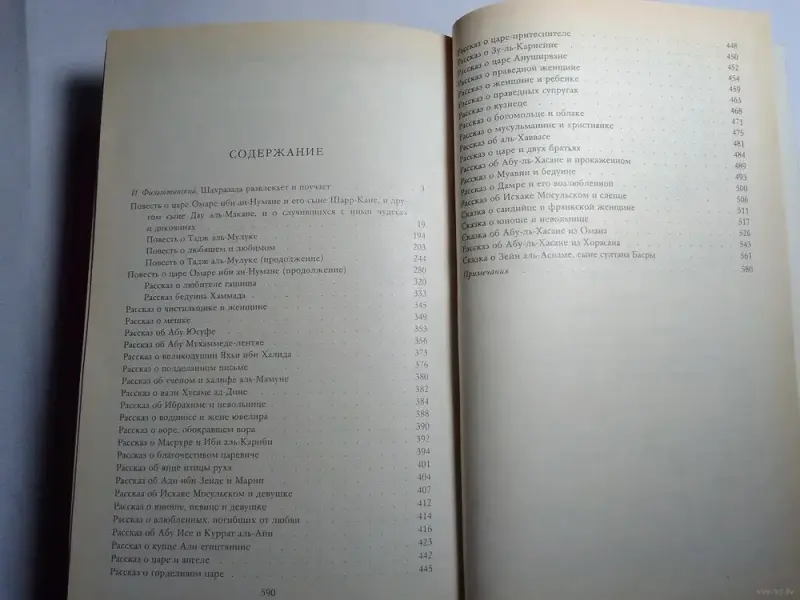 СОДЕРЖАНИЕ
И. Фильштинский. Шахразада развлекает и поучает 3
Повесть о царе Омаре ибн ан-Нумане и его сыне Шарр-Кане, и дру-
гом сыне Дау аль-Макане, и о случившихся с ними чудесах
и диковинах 19
Повесть о Тадж аль-Мулуке 194
Повесть о любящем и любимом 203
Повесть о Тадж аль-Мулуке (продолжение) 244
Повесть о царе Омаре ибн ан-Нумане (продолжение) 280
Рассказ о любителе гашиша 320
Рассказ бедуина Хаммада 333
Рассказ о чистильщике и женщине 345
Рассказ о мешке 349
Рассказ об Абу Юсуфе 353
Рассказ об Абу Мухаммеде-лентяе 356
Рассказ о великодушии Яхьи ибн Халида 373
Рассказ о подделанном письме 376
Рассказ об ученом и халифе аль-Мамуне 380
Рассказ о вали Хусаме ад-Дине 382
Рассказ об Ибрахиме и невольнице 384
Рассказ о водоносе и жене ювелира 388
Рассказ о воре, обокравшем вора 390
Рассказ о Масруре и Ибн аль-Кариби 392
Рассказ о благочестивом царевиче 394
Рассказ об яйце птицы рухх 401
Рассказ об Ади ибн Зейде и Марии 404
Рассказ об Исхаке Мосульском и девушке 407
Рассказ о юноше, певице и девушке 412
Рассказ о влюбленных, погибших от любви 414
Рассказ об Абу Исе и Куррат аль-Айн 416
Рассказ о купце Али египтянине 423
Рассказ о царе и ангеле 442
Рассказ о горделивом царе 445
590
Рассказ о царе-притеснителе 448
Рассказ о Зу-ль-Карнейне 450
Рассказ о царе Ануширване 452
Рассказ о праведной женщине 454
Рассказ о женщине и ребенке 459
Рассказ о праведных супругах 463
Рассказ о кузнеце 468
Рассказ о богомольце и облаке 471
Рассказ о мусульманине и христианке 475
Рассказ об аль-Хаввасе 481
Рассказ о царе и двух братьях 484
Рассказ об Абу-ль-Хасане и прокаженном 489
Рассказ о Муавии и бедуине 493
Рассказ о Дамре и его возлюбленной 500
Рассказ об Исхаке Мосульском и слепце 506
Сказка о саидийце и франкской женщине 511
Сказка о юноше и невольнице 517
Рассказ об Абу-ль-Хасане из Омана 526
Рассказ об Абу-ль-Хасане из Хорасана 543
Сказка о Зейн аль-Аснаме, сыне султана Басры 561
Примечания 580